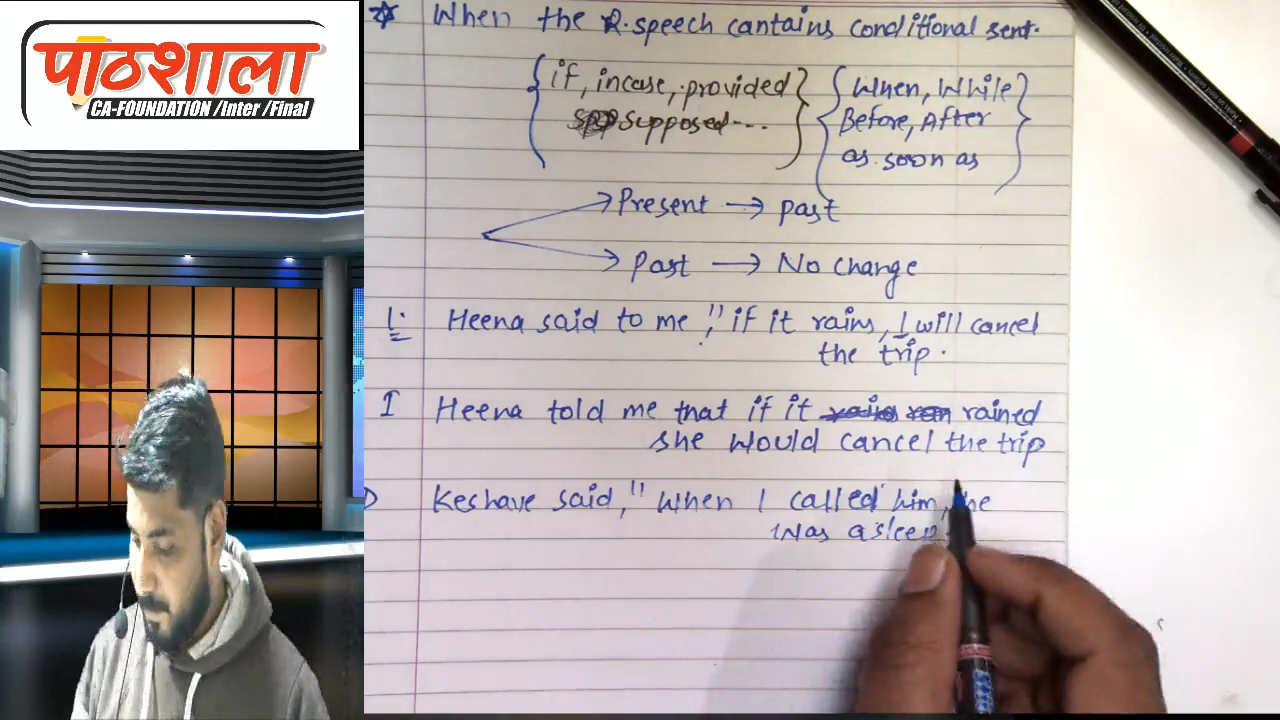 पाठशाला
CA-FOUNDATION /Inter /Final
☆ When the R. speech cantains conditional sent.
{ if, incase, provided } { When, While }
supposed... Before, After
as soon as
Present → past
Past → No change
1. Heena said to me, "if it rains, I will cancel
the trip.
I Heena told me that if it rained
she would cancel the trip
D Keshave said, " When I called him, he
was asleep